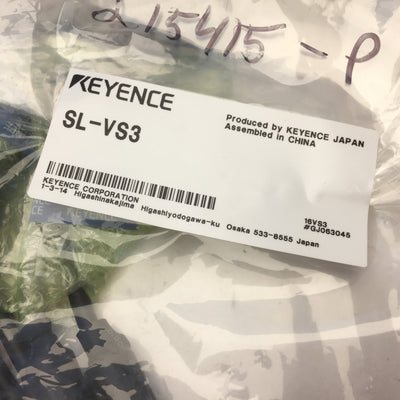 215415-P
KEYENCE
SL-VS3
Produced by KEYENCE JAPAN
Assembled in CHINA
KEYENCE CORPORATION
1-3-14 Higashinakajima Higashiyodogawa-ku Osaka 533-8555 Japan
16VS3
#GJ063045